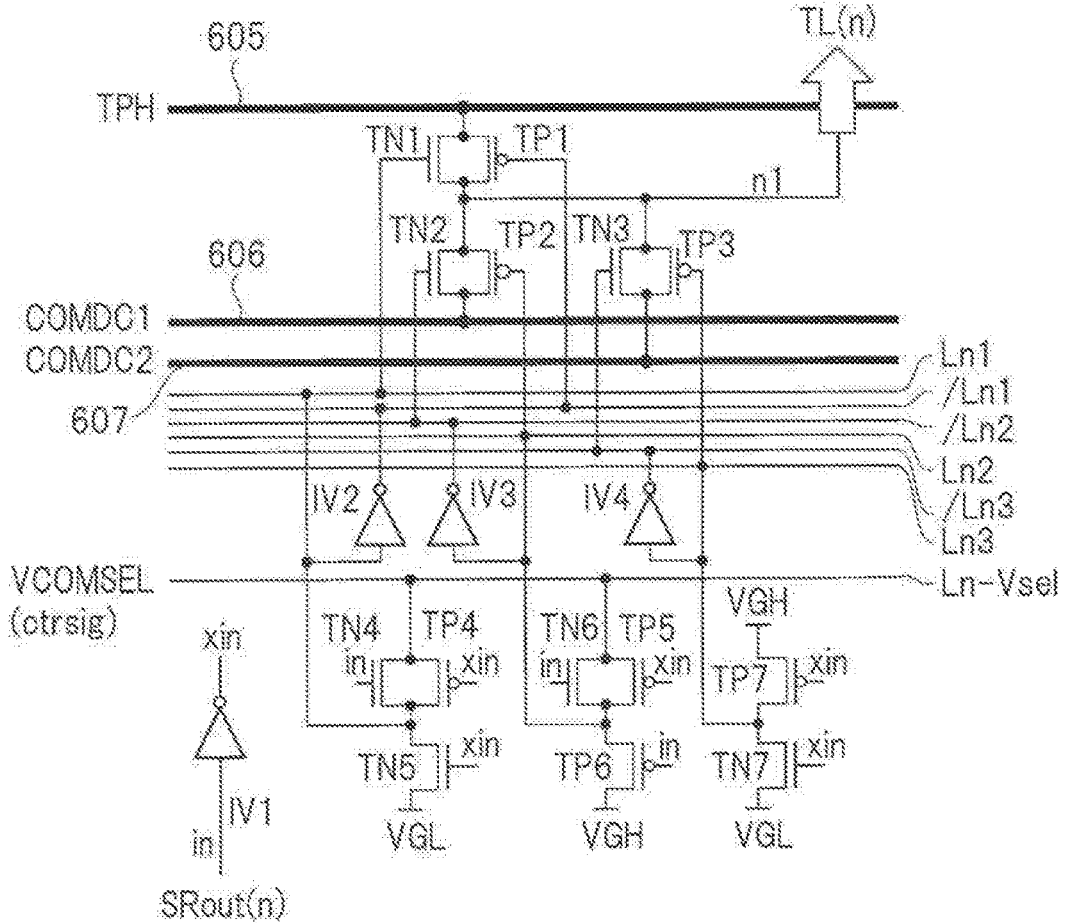 605
TL(n)
TPH
TN1
TP1
n1
TN2
TP2
TN3
TP3
606
COMDC1
COMDC2
607
Ln1
/Ln1
/Ln2
Ln2
/Ln3
Ln3
IV2
IV3
IV4
VCOMSEL
(ctrsig)
Ln-Vsel
VGH
TN4
TP4
TN6
TP5
xin
in
xin
in
xin
TP7
xin
TN5
xin
TP6
in
TN7
xin
VGL
VGH
VGL
IV1
in
SRout(n)